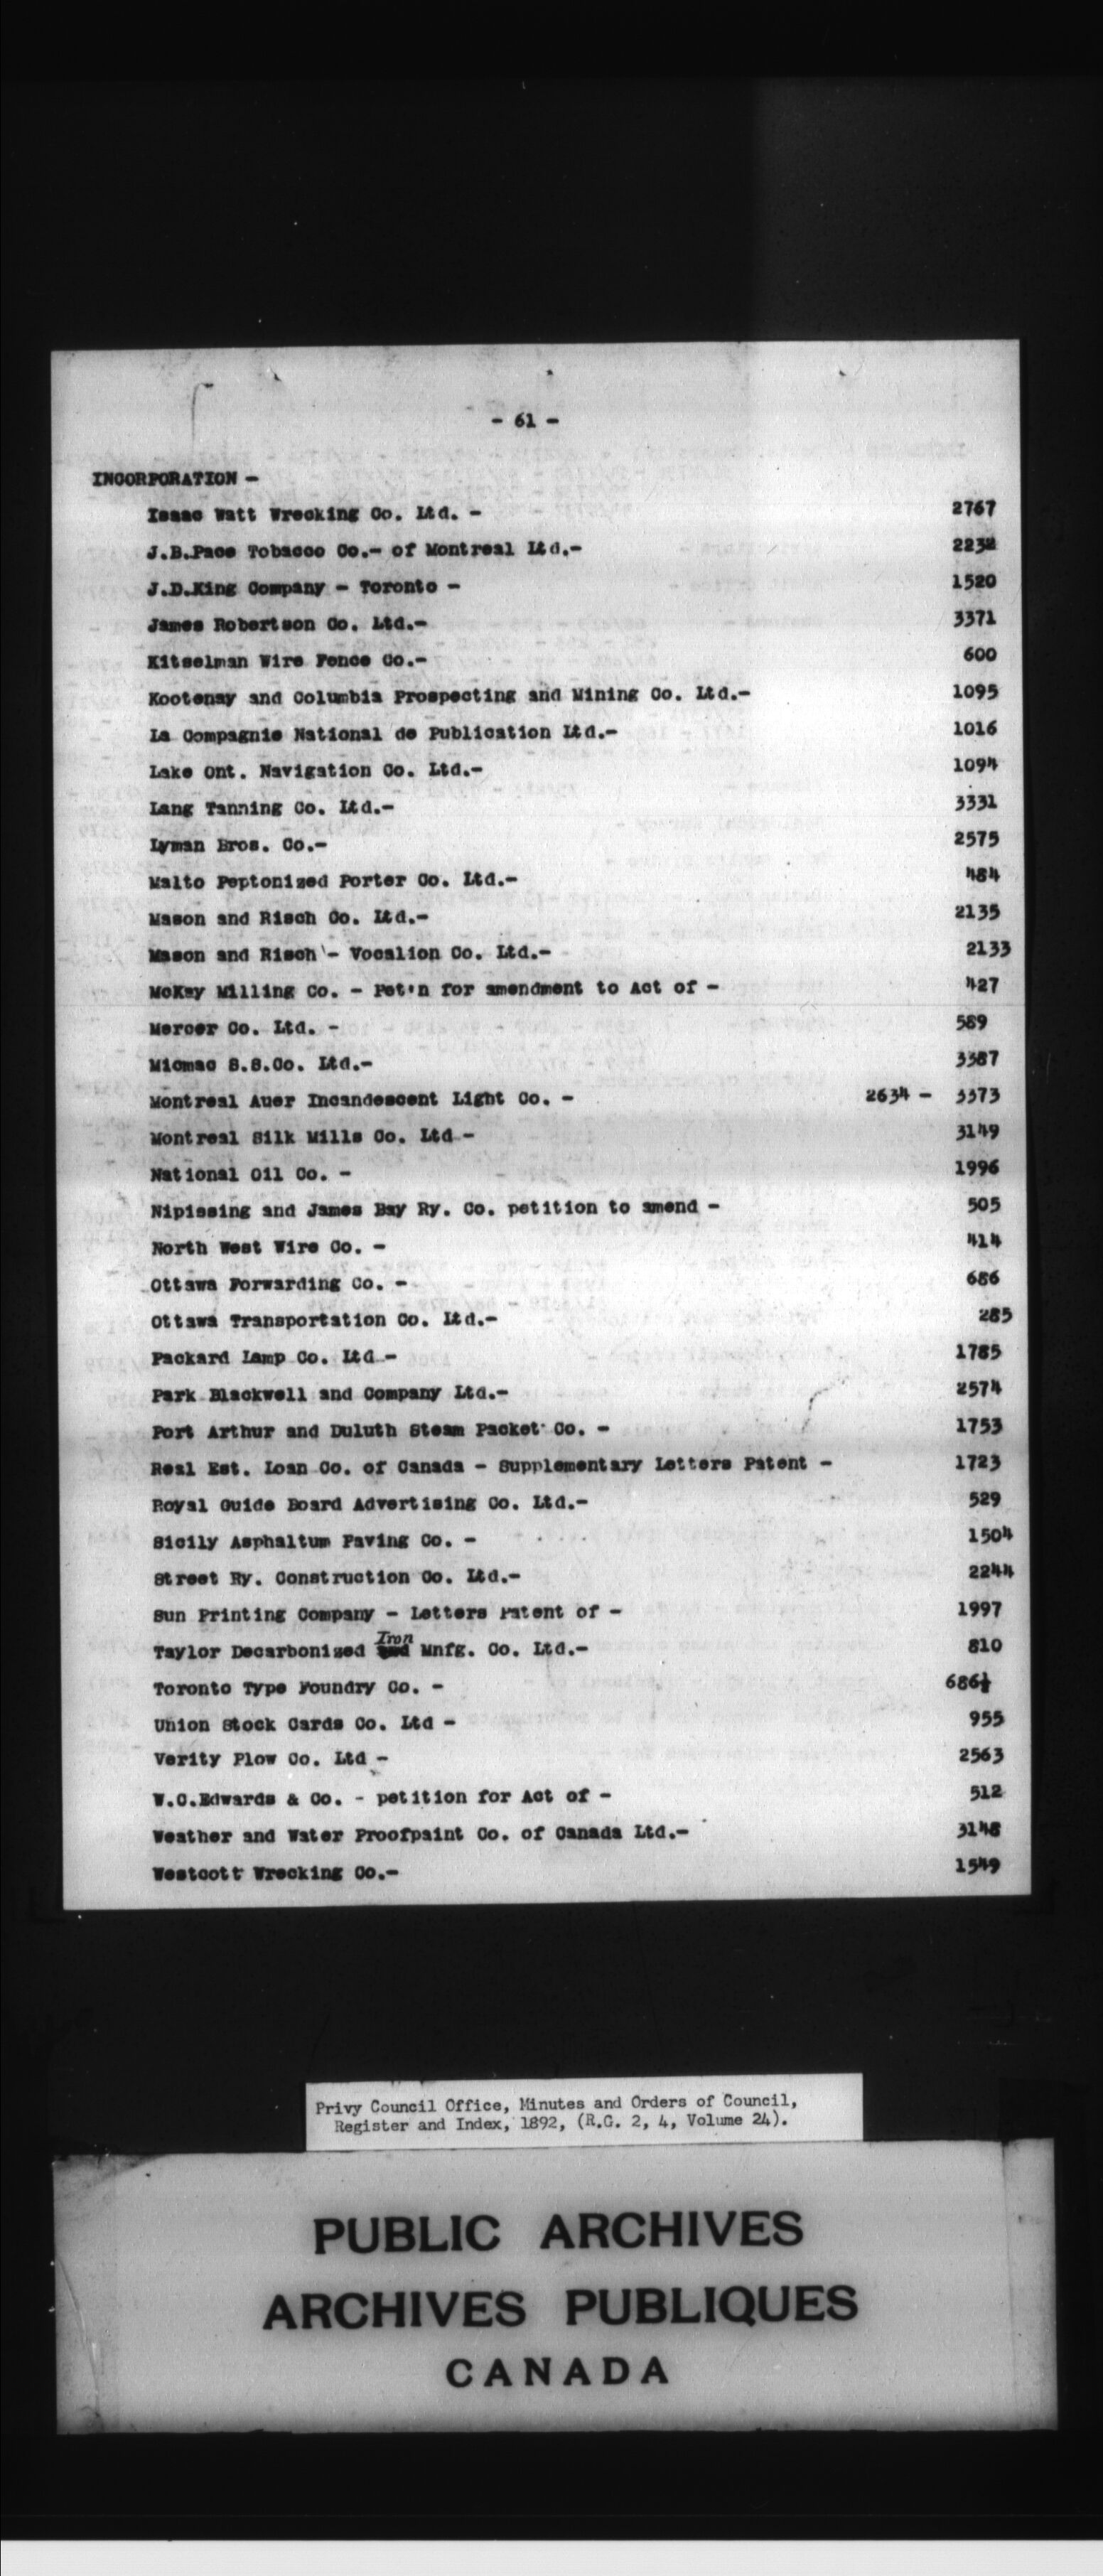 - 61 -
INCORPORATION -
Isaac Watt Wrecking Co. Ltd. - 2767
J.B.Pace Tobacco Co.- of Montreal Ltd.- 2232
J.D.King Company - Toronto - 1520
James Robertson Co. Ltd.- 3371
Kitselman Wire Fence Co.- 600
Kootenay and Columbia Prospecting and Mining Co. Ltd.- 1095
La Compagnie National de Publication Ltd.- 1016
Lake Ont. Navigation Co. Ltd.- 1094
Lang Tanning Co. Ltd.- 3331
Lyman Bros. Co.- 2575
Malto Peptonized Porter Co. Ltd.- 484
Mason and Risch Co. Ltd.- 2135
Mason and Risch - Vocalion Co. Ltd.- 2133
McKay Milling Co. - Pet'n for amendment to Act of - 427
Mercer Co. Ltd. - 589
Micmac S.S.Co. Ltd.- 3387
Montreal Auer Incandescent Light Co. - 2634 - 3373
Montreal Silk Mills Co. Ltd - 3149
National Oil Co. - 1996
Nipissing and James Bay Ry. Co. petition to amend - 505
North West Wire Co. - 414
Ottawa Forwarding Co. - 686
Ottawa Transportation Co. Ltd.- 285
Packard Lamp Co. Ltd - 1785
Park Blackwell and Company Ltd.- 2574
Port Arthur and Duluth Steam Packet Co. - 1753
Real Est. Loan Co. of Canada - Supplementary Letters Patent - 1723
Royal Guide Board Advertising Co. Ltd.- 529
Sicily Asphaltum Paving Co. - 1504
Street Ry. Construction Co. Ltd.- 2244
Sun Printing Company - Letters Patent of - 1997
Taylor Decarbonized Iron Mnfg. Co. Ltd.- 810
Toronto Type Foundry Co. - 686½
Union Stock Cards Co. Ltd - 955
Verity Plow Co. Ltd - 2563
W.C.Edwards & Co. - petition for Act of - 512
Weather and Water Proofpaint Co. of Canada Ltd.- 3148
Westcott Wrecking Co.- 1549
Privy Council Office, Minutes and Orders of Council,
Register and Index, 1892, (R.G. 2, 4, Volume 24).
PUBLIC ARCHIVES
ARCHIVES PUBLIQUES
CANADA